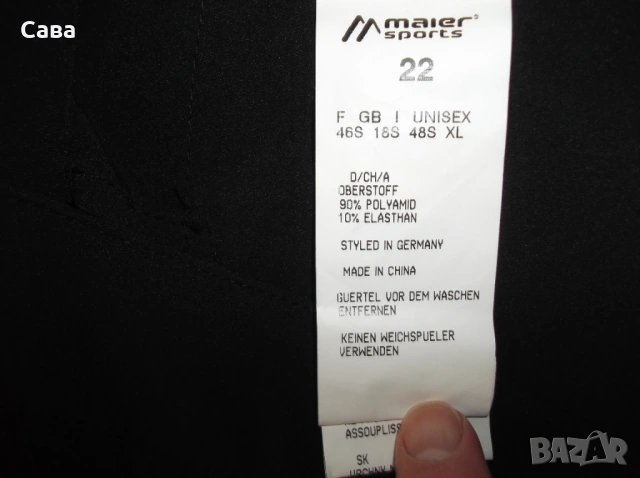 Сава
maier
sports
22
F GB I UNISEX
46S 18S 48S XL
D/CH/A
OBERSTOFF
90% POLYAMID
10% ELASTHAN
STYLED IN GERMANY
MADE IN CHINA
GUERTEL VOR DEM WASCHEN
ENTFERNEN
KEINEN WEICHSPUELER
VERWENDEN
ASSOUPLISS
SK
BAZAR